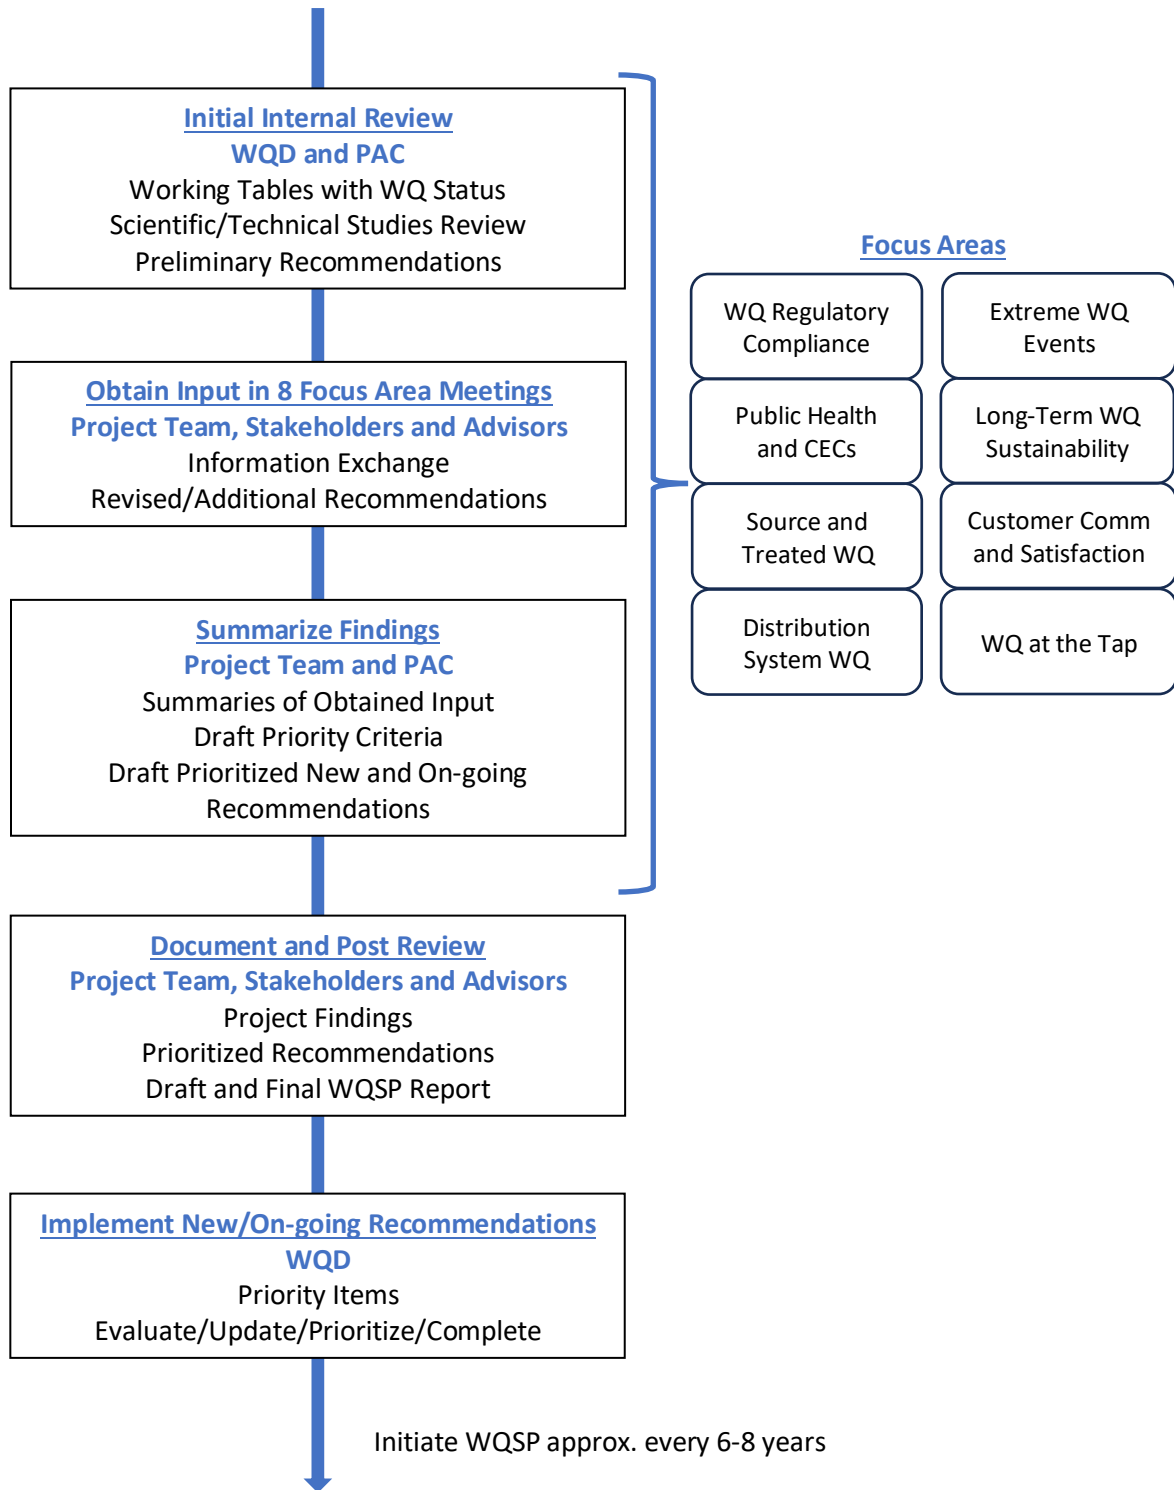 Initial Internal Review
WQD and PAC
Working Tables with WQ Status
Scientific/Technical Studies Review
Preliminary Recommendations
Obtain Input in 8 Focus Area Meetings
Project Team, Stakeholders and Advisors
Information Exchange
Revised/Additional Recommendations
Summarize Findings
Project Team and PAC
Summaries of Obtained Input
Draft Priority Criteria
Draft Prioritized New and On-going
Recommendations
Document and Post Review
Project Team, Stakeholders and Advisors
Project Findings
Prioritized Recommendations
Draft and Final WQSP Report
Implement New/On-going Recommendations
WQD
Priority Items
Evaluate/Update/Prioritize/Complete
Initiate WQSP approx. every 6-8 years
Focus Areas
WQ Regulatory
Compliance
Extreme WQ
Events
Public Health
and CECs
Long-Term WQ
Sustainability
Source and
Treated WQ
Customer Comm
and Satisfaction
Distribution
System WQ
WQ at the Tap